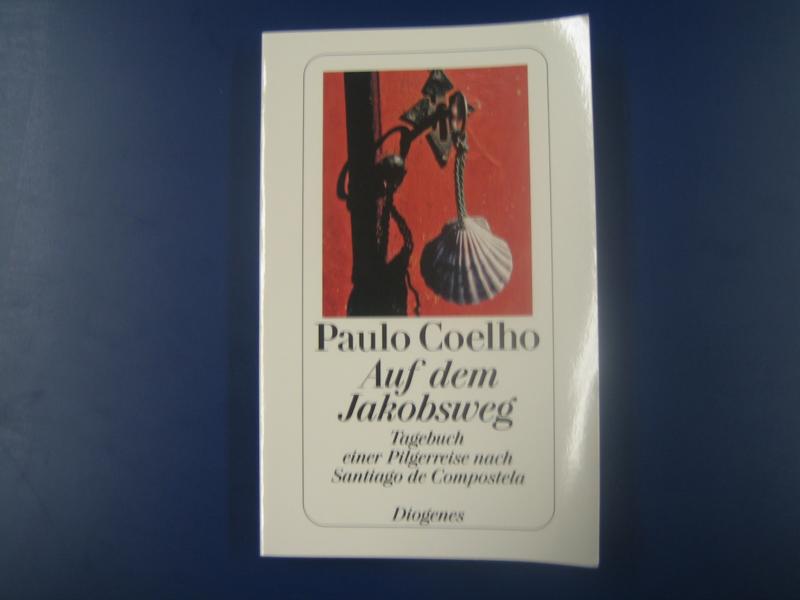 Paulo Coelho
Auf dem
Jakobsweg
Tagebuch
einer Pilgerreise nach
Santiago de Compostela
Diogenes